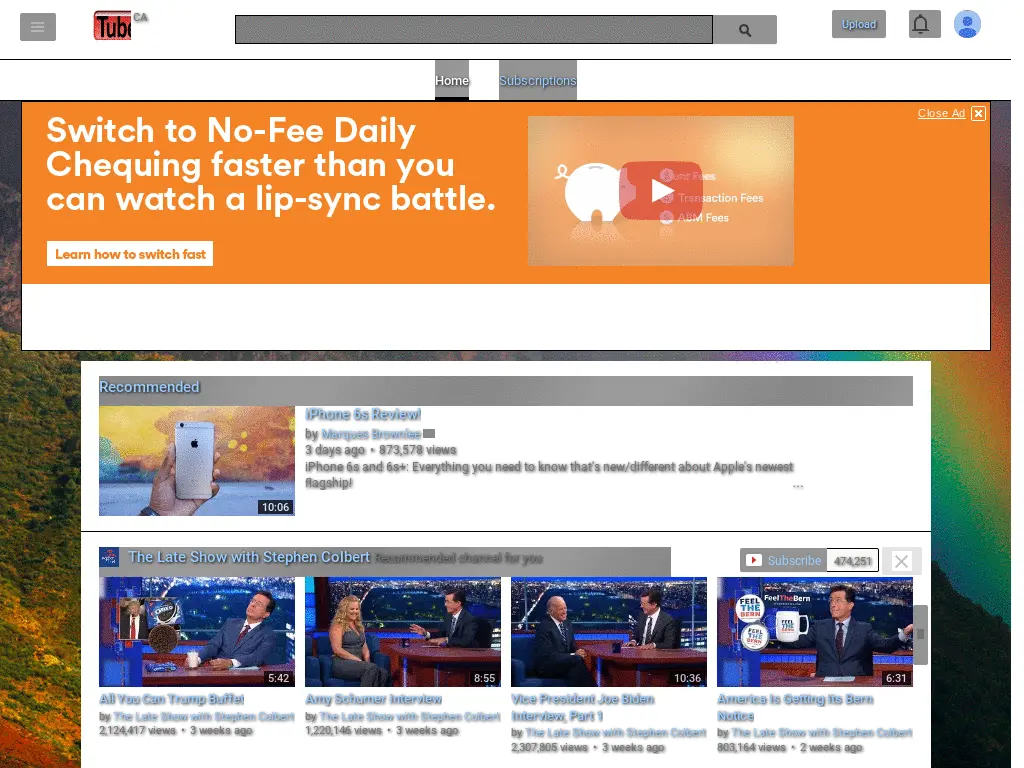 Tube CA
Upload
Home
Subscriptions
Close Ad
Switch to No-Fee Daily
Chequing faster than you
can watch a lip-sync battle.
Fees
Transaction Fees
ABM Fees
Learn how to switch fast
Recommended
iPhone 6s Review!
by Marques Brownlee
3 days ago • 873,578 views
iPhone 6s and 6s+: Everything you need to know that's new/different about Apple's newest
flagship! ...
10:06
The Late Show with Stephen Colbert Recommended channel for you
Subscribe 474,251
5:42
8:55
10:36
FEEL THE BERN
FeelTheBern
FEEL THE BERN
6:31
All You Can Trump Buffet
by The Late Show with Stephen Colbert
2,124,417 views • 3 weeks ago
Amy Schumer Interview
by The Late Show with Stephen Colbert
1,220,146 views • 3 weeks ago
Vice President Joe Biden
Interview, Part 1
by The Late Show with Stephen Colbert
2,307,805 views • 3 weeks ago
America Is Getting Its Bern
Notice
by The Late Show with Stephen Colbert
803,164 views • 2 weeks ago